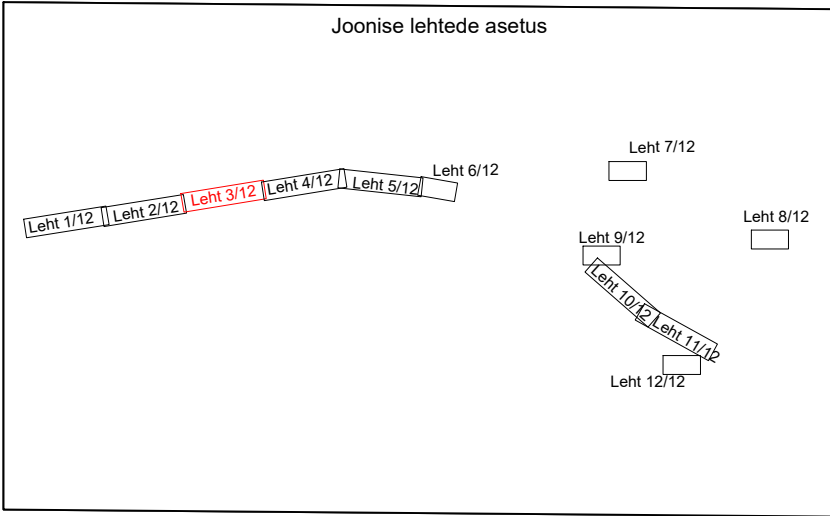 Joonise lehtede asetus
Leht 1/12
Leht 2/12
Leht 3/12
Leht 4/12
Leht 5/12
Leht 6/12
Leht 7/12
Leht 8/12
Leht 9/12
Leht 10/12
Leht 11/12
Leht 12/12